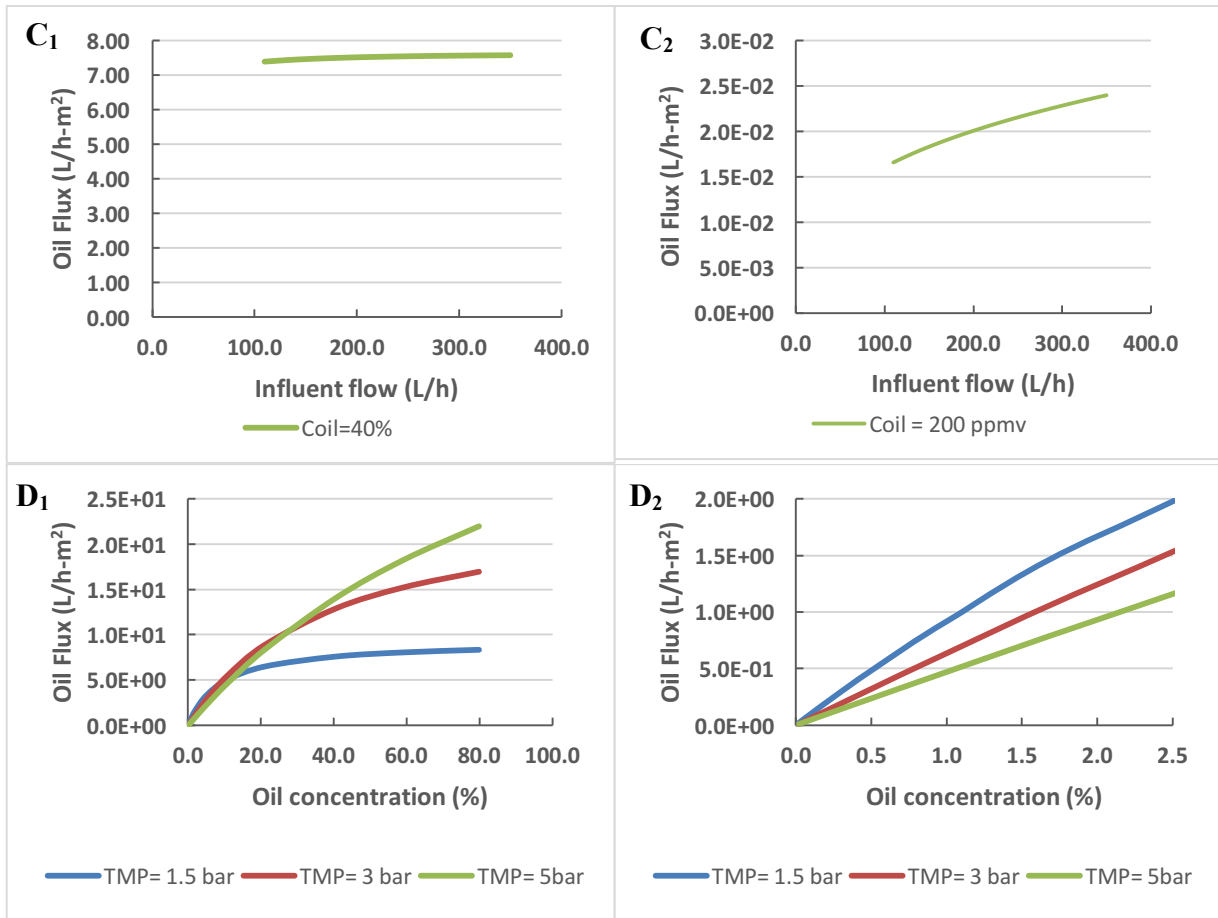 C₁
8.00
7.00
6.00
5.00
4.00
3.00
2.00
1.00
0.00
Oil Flux (L/h-m²)
0.0 100.0 200.0 300.0 400.0
Influent flow (L/h)
Coil=40%
C₂
3.0E-02
2.5E-02
2.0E-02
1.5E-02
1.0E-02
5.0E-03
0.0E+00
Oil Flux (L/h-m²)
0.0 100.0 200.0 300.0 400.0
Influent flow (L/h)
Coil = 200 ppmv
D₁
2.5E+01
2.0E+01
1.5E+01
1.0E+01
5.0E+00
0.0E+00
Oil Flux (L/h-m²)
0.0 20.0 40.0 60.0 80.0 100.0
Oil concentration (%)
TMP= 1.5 bar TMP= 3 bar TMP= 5bar
D₂
2.0E+00
1.5E+00
1.0E+00
5.0E-01
0.0E+00
Oil Flux (L/h-m²)
0.0 0.5 1.0 1.5 2.0 2.5
Oil concentration (%)
TMP= 1.5 bar TMP= 3 bar TMP= 5bar